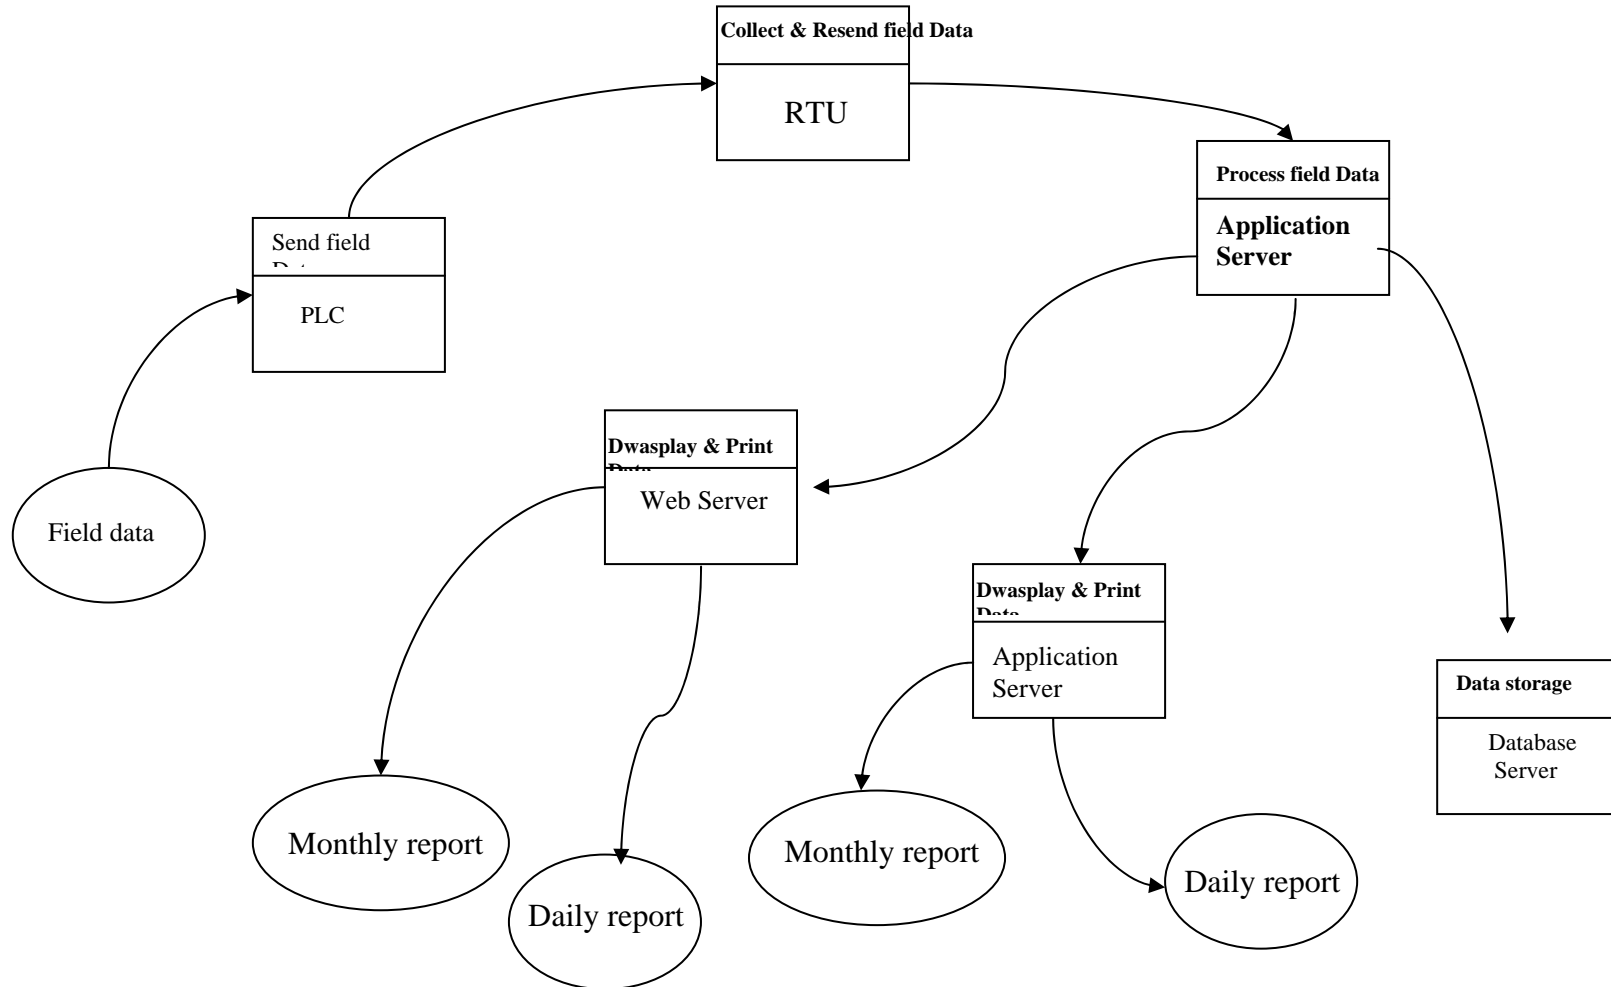 Collect & Resend field Data
RTU
Process field Data
Application
Server
Send field
PLC
Dwasplay & Print
Web Server
Field data
Dwasplay & Print
Application
Server
Data storage
Database
Server
Monthly report
Daily report
Monthly report
Daily report